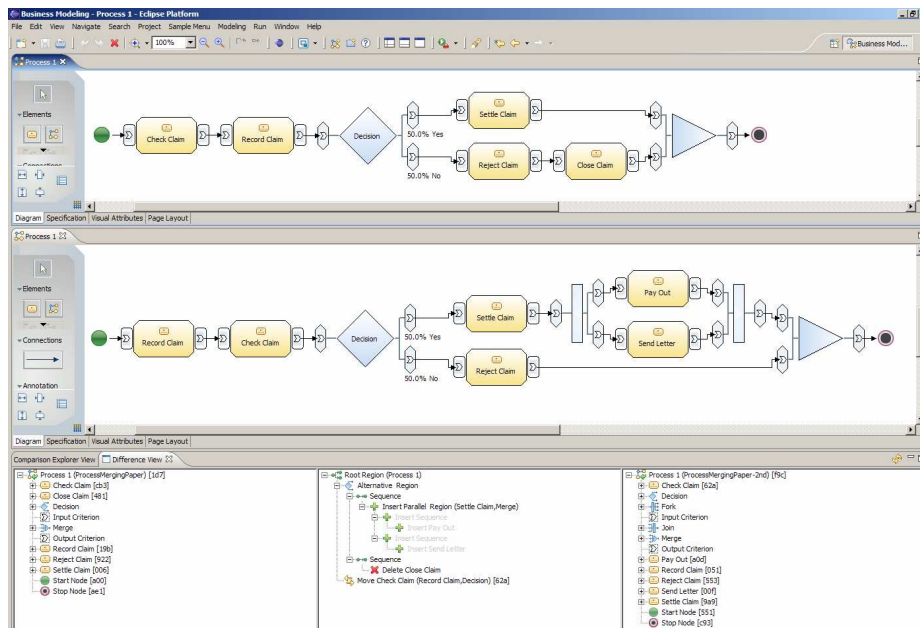 Business Modeling - Process 1 - Eclipse Platform
File Edit View Navigate Search Project Sample Menu Modeling Run Window Help
100%
Business Mod...
Process 1
Elements
Connections
Check Claim
Record Claim
Decision
50.0% Yes
50.0% No
Settle Claim
Reject Claim
Close Claim
Diagram Specification Visual Attributes Page Layout
Process 1
Elements
Connections
Annotation
Record Claim
Check Claim
Decision
50.0% Yes
50.0% No
Settle Claim
Reject Claim
Pay Out
Send Letter
Diagram Specification Visual Attributes Page Layout
Comparison Explorer View Difference View
Process 1 (ProcessMergingPaper) [1d7]
Check Claim [cb3]
Close Claim [481]
Decision
Input Criterion
Merge
Output Criterion
Record Claim [19b]
Reject Claim [922]
Settle Claim [006]
Start Node [a00]
Stop Node [ae1]
Root Region (Process 1)
Alternative Region
Sequence
Insert Parallel Region (Settle Claim,Merge)
Insert Sequence
Insert Pay Out
Insert Sequence
Insert Send Letter
Sequence
Delete Close Claim
Move Check Claim (Record Claim,Decision) [62a]
Process 1 (ProcessMergingPaper-2nd) [f9c]
Check Claim [62a]
Decision
Fork
Input Criterion
Join
Merge
Output Criterion
Pay Out [a0d]
Record Claim [051]
Reject Claim [553]
Send Letter [00f]
Settle Claim [9a9]
Start Node [551]
Stop Node [c93]